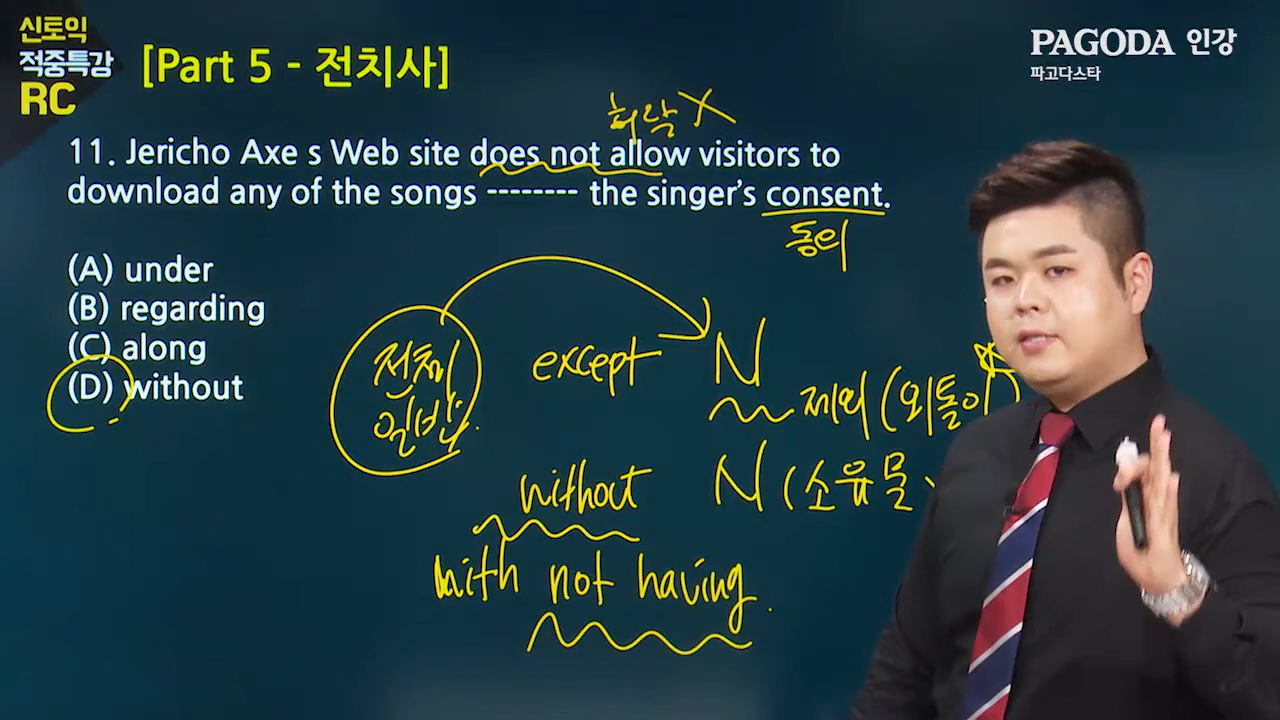 신토익
적중특강
RC
[Part 5 - 전치사]
PAGODA 인강
파고다스타
허락 X
11. Jericho Axe s Web site does not allow visitors to
download any of the songs -------- the singer's consent.
동의
(A) under
(B) regarding
(C) along
(D) without
전체 except N
일반
제외 (외톨이)
without N (소유물
with not having